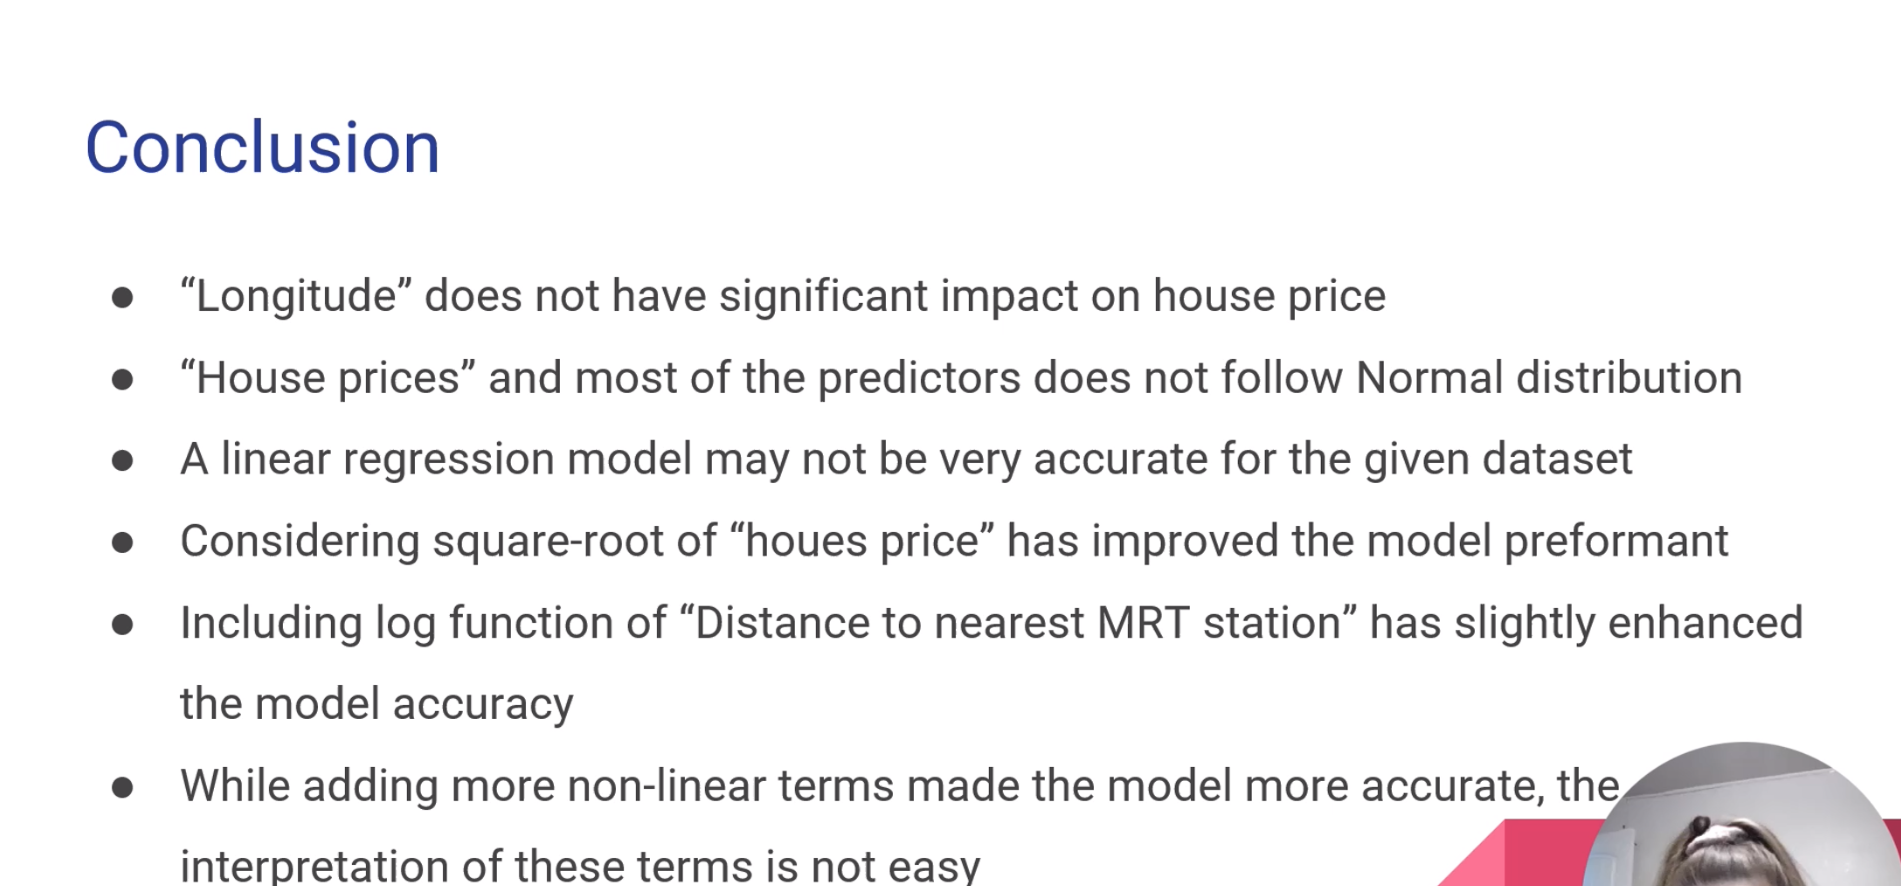 Conclusion
● “Longitude” does not have significant impact on house price
● “House prices” and most of the predictors does not follow Normal distribution
● A linear regression model may not be very accurate for the given dataset
● Considering square-root of “houes price” has improved the model preformant
● Including log function of “Distance to nearest MRT station” has slightly enhanced
the model accuracy
● While adding more non-linear terms made the model more accurate, the
interpretation of these terms is not easy